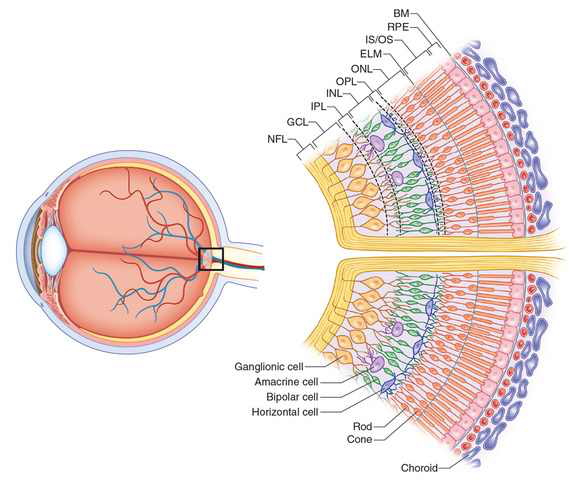 BM
RPE
IS/OS
ELM
ONL
OPL
INL
IPL
GCL
NFL
Ganglionic cell
Amacrine cell
Bipolar cell
Horizontal cell
Rod
Cone
Choroid